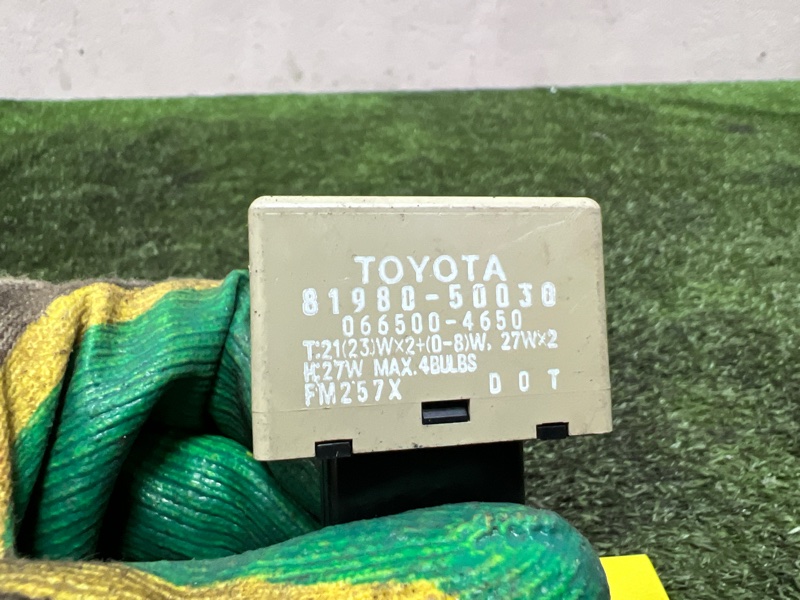 TOYOTA
81980-50030
066500-4650
T:21(23)W×2+(0-8)W, 27W×2
H:27W MAX. 4BULBS
FM257X DOT